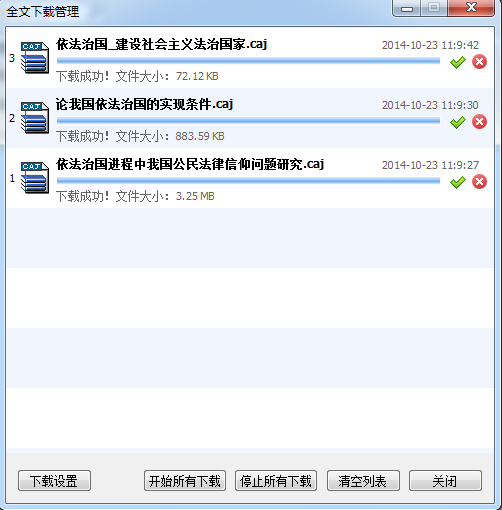 全文下载管理
3
CAJ
依法治国_建设社会主义法治国家.caj
2014-10-23 11:9:42
下载成功！文件大小：72.12 KB
2
CAJ
论我国依法治国的实现条件.caj
2014-10-23 11:9:30
下载成功！文件大小：883.59 KB
1
CAJ
依法治国进程中我国公民法律信仰问题研究.caj
2014-10-23 11:9:27
下载成功！文件大小：3.25 MB
下载设置
开始所有下载
停止所有下载
清空列表
关闭